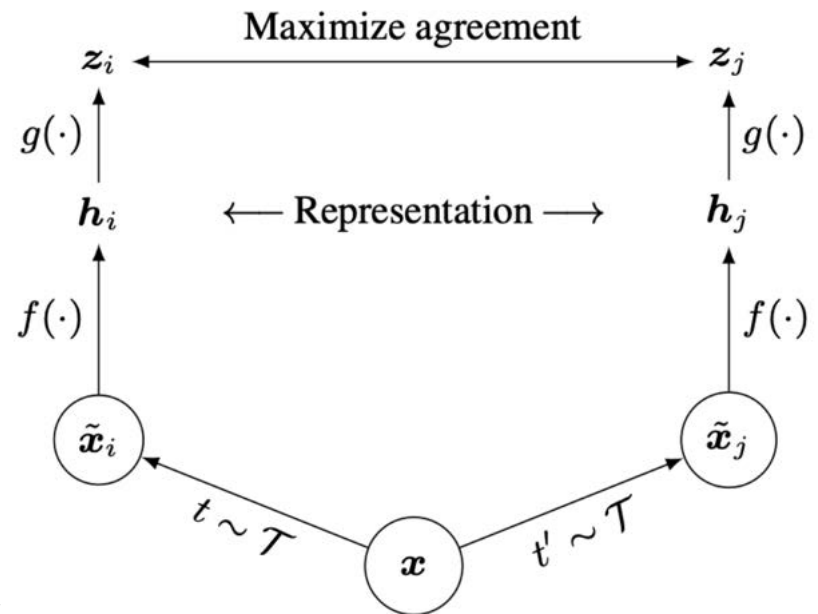 Maximize agreement
z_i z_j
g(·) g(·)
h_i ← Representation → h_j
f(·) f(·)
x̃_i x̃_j
t ∼ 𝒯 t' ∼ 𝒯
x